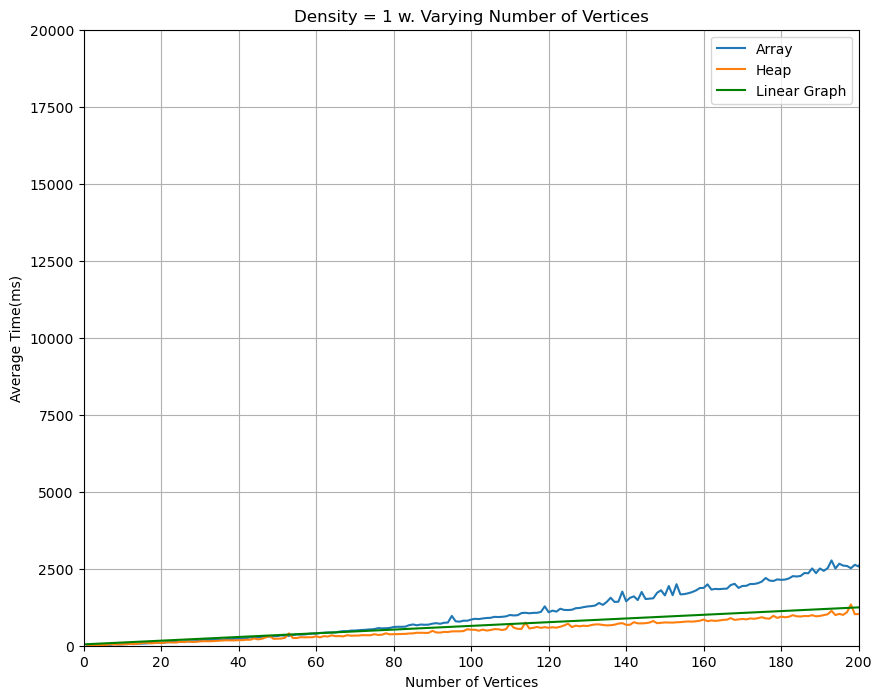 Density = 1 w. Varying Number of Vertices
20000
17500
15000
12500
10000
7500
5000
2500
0
Average Time(ms)
Array
Heap
Linear Graph
0 20 40 60 80 100 120 140 160 180 200
Number of Vertices